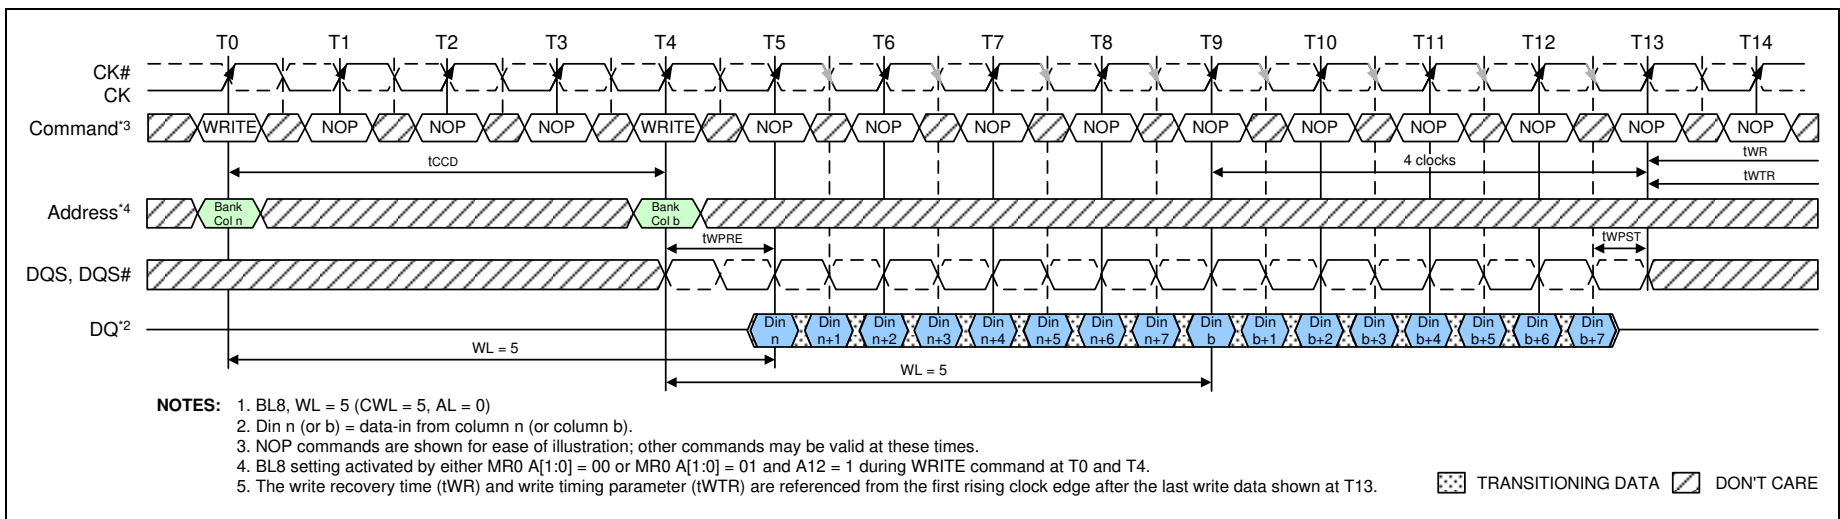 T0 T1 T2 T3 T4 T5 T6 T7 T8 T9 T10 T11 T12 T13 T14
CK#
CK
Command*3 WRITE NOP NOP NOP WRITE NOP NOP NOP NOP NOP NOP NOP NOP NOP NOP
tCCD 4 clocks tWR
tWTR
Address*4 Bank Col n Bank Col b
tWPRE tWPST
DQS, DQS#
DQ*2 Din n Din n+1 Din n+2 Din n+3 Din n+4 Din n+5 Din n+6 Din n+7 Din b Din b+1 Din b+2 Din b+3 Din b+4 Din b+5 Din b+6 Din b+7
WL = 5
WL = 5
NOTES: 1. BL8, WL = 5 (CWL = 5, AL = 0)
2. Din n (or b) = data-in from column n (or column b).
3. NOP commands are shown for ease of illustration; other commands may be valid at these times.
4. BL8 setting activated by either MR0 A[1:0] = 00 or MR0 A[1:0] = 01 and A12 = 1 during WRITE command at T0 and T4.
5. The write recovery time (tWR) and write timing parameter (tWTR) are referenced from the first rising clock edge after the last write data shown at T13.
TRANSITIONING DATA DON'T CARE